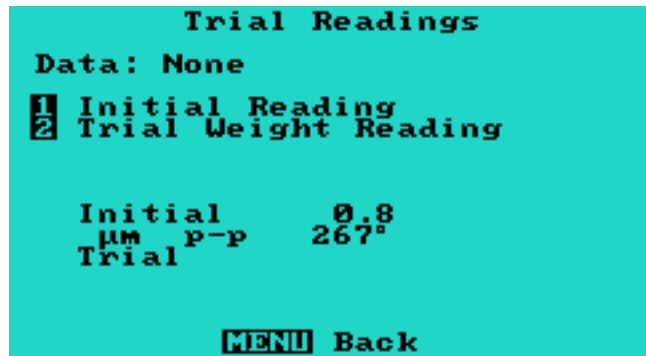 Trial Readings
Data: None
1 Initial Reading
2 Trial Weight Reading
Initial 0.8
µm p-p 267°
Trial
MENU Back